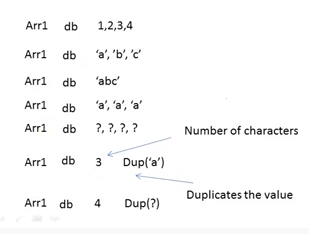 Arr1 db 1,2,3,4
Arr1 db ‘a’, ’b’, ’c’
Arr1 db ‘abc’
Arr1 db ‘a’, ‘a’, ‘a’
Arr1 db ?, ?, ?, ?
Number of characters
Arr1 db 3 Dup(‘a’)
Duplicates the value
Arr1 db 4 Dup(?)